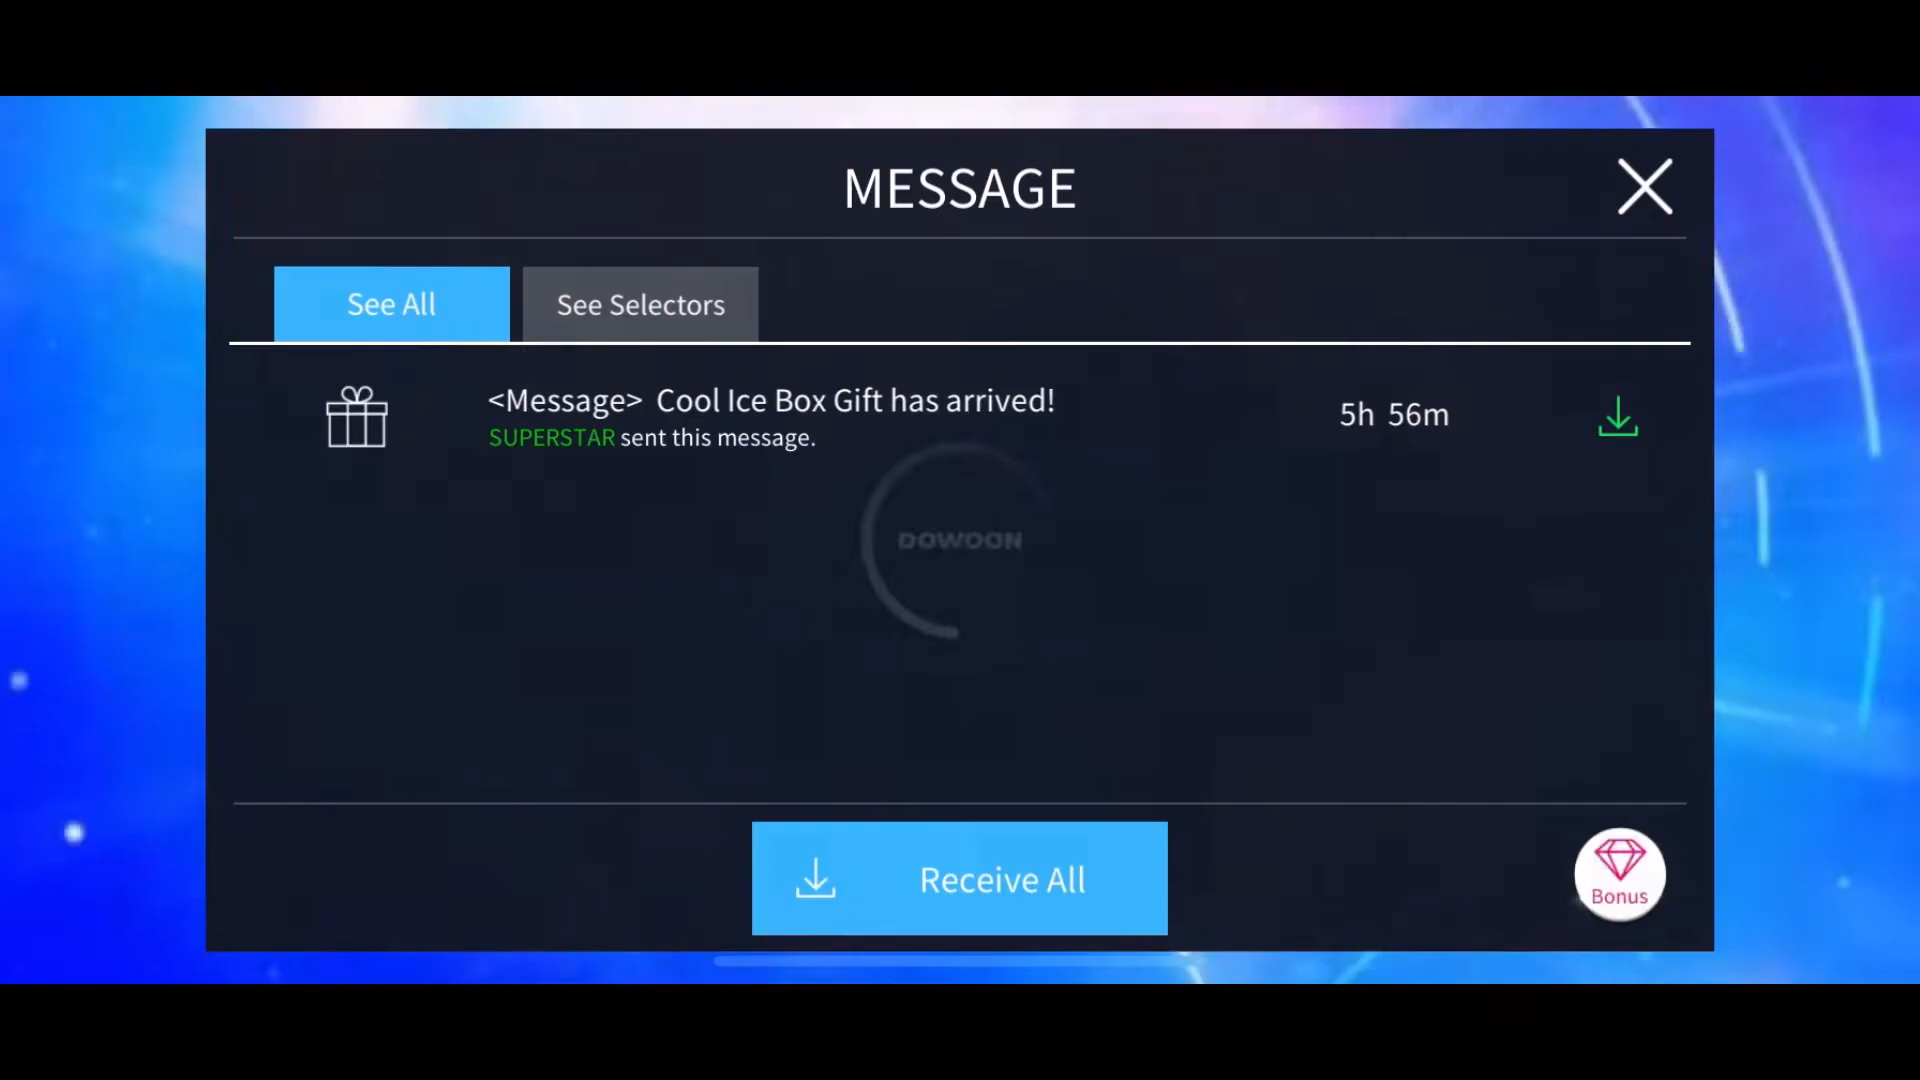 MESSAGE
See All
See Selectors
<Message> Cool Ice Box Gift has arrived!
SUPERSTAR sent this message.
5h 56m
DOWOON
Receive All
Bonus